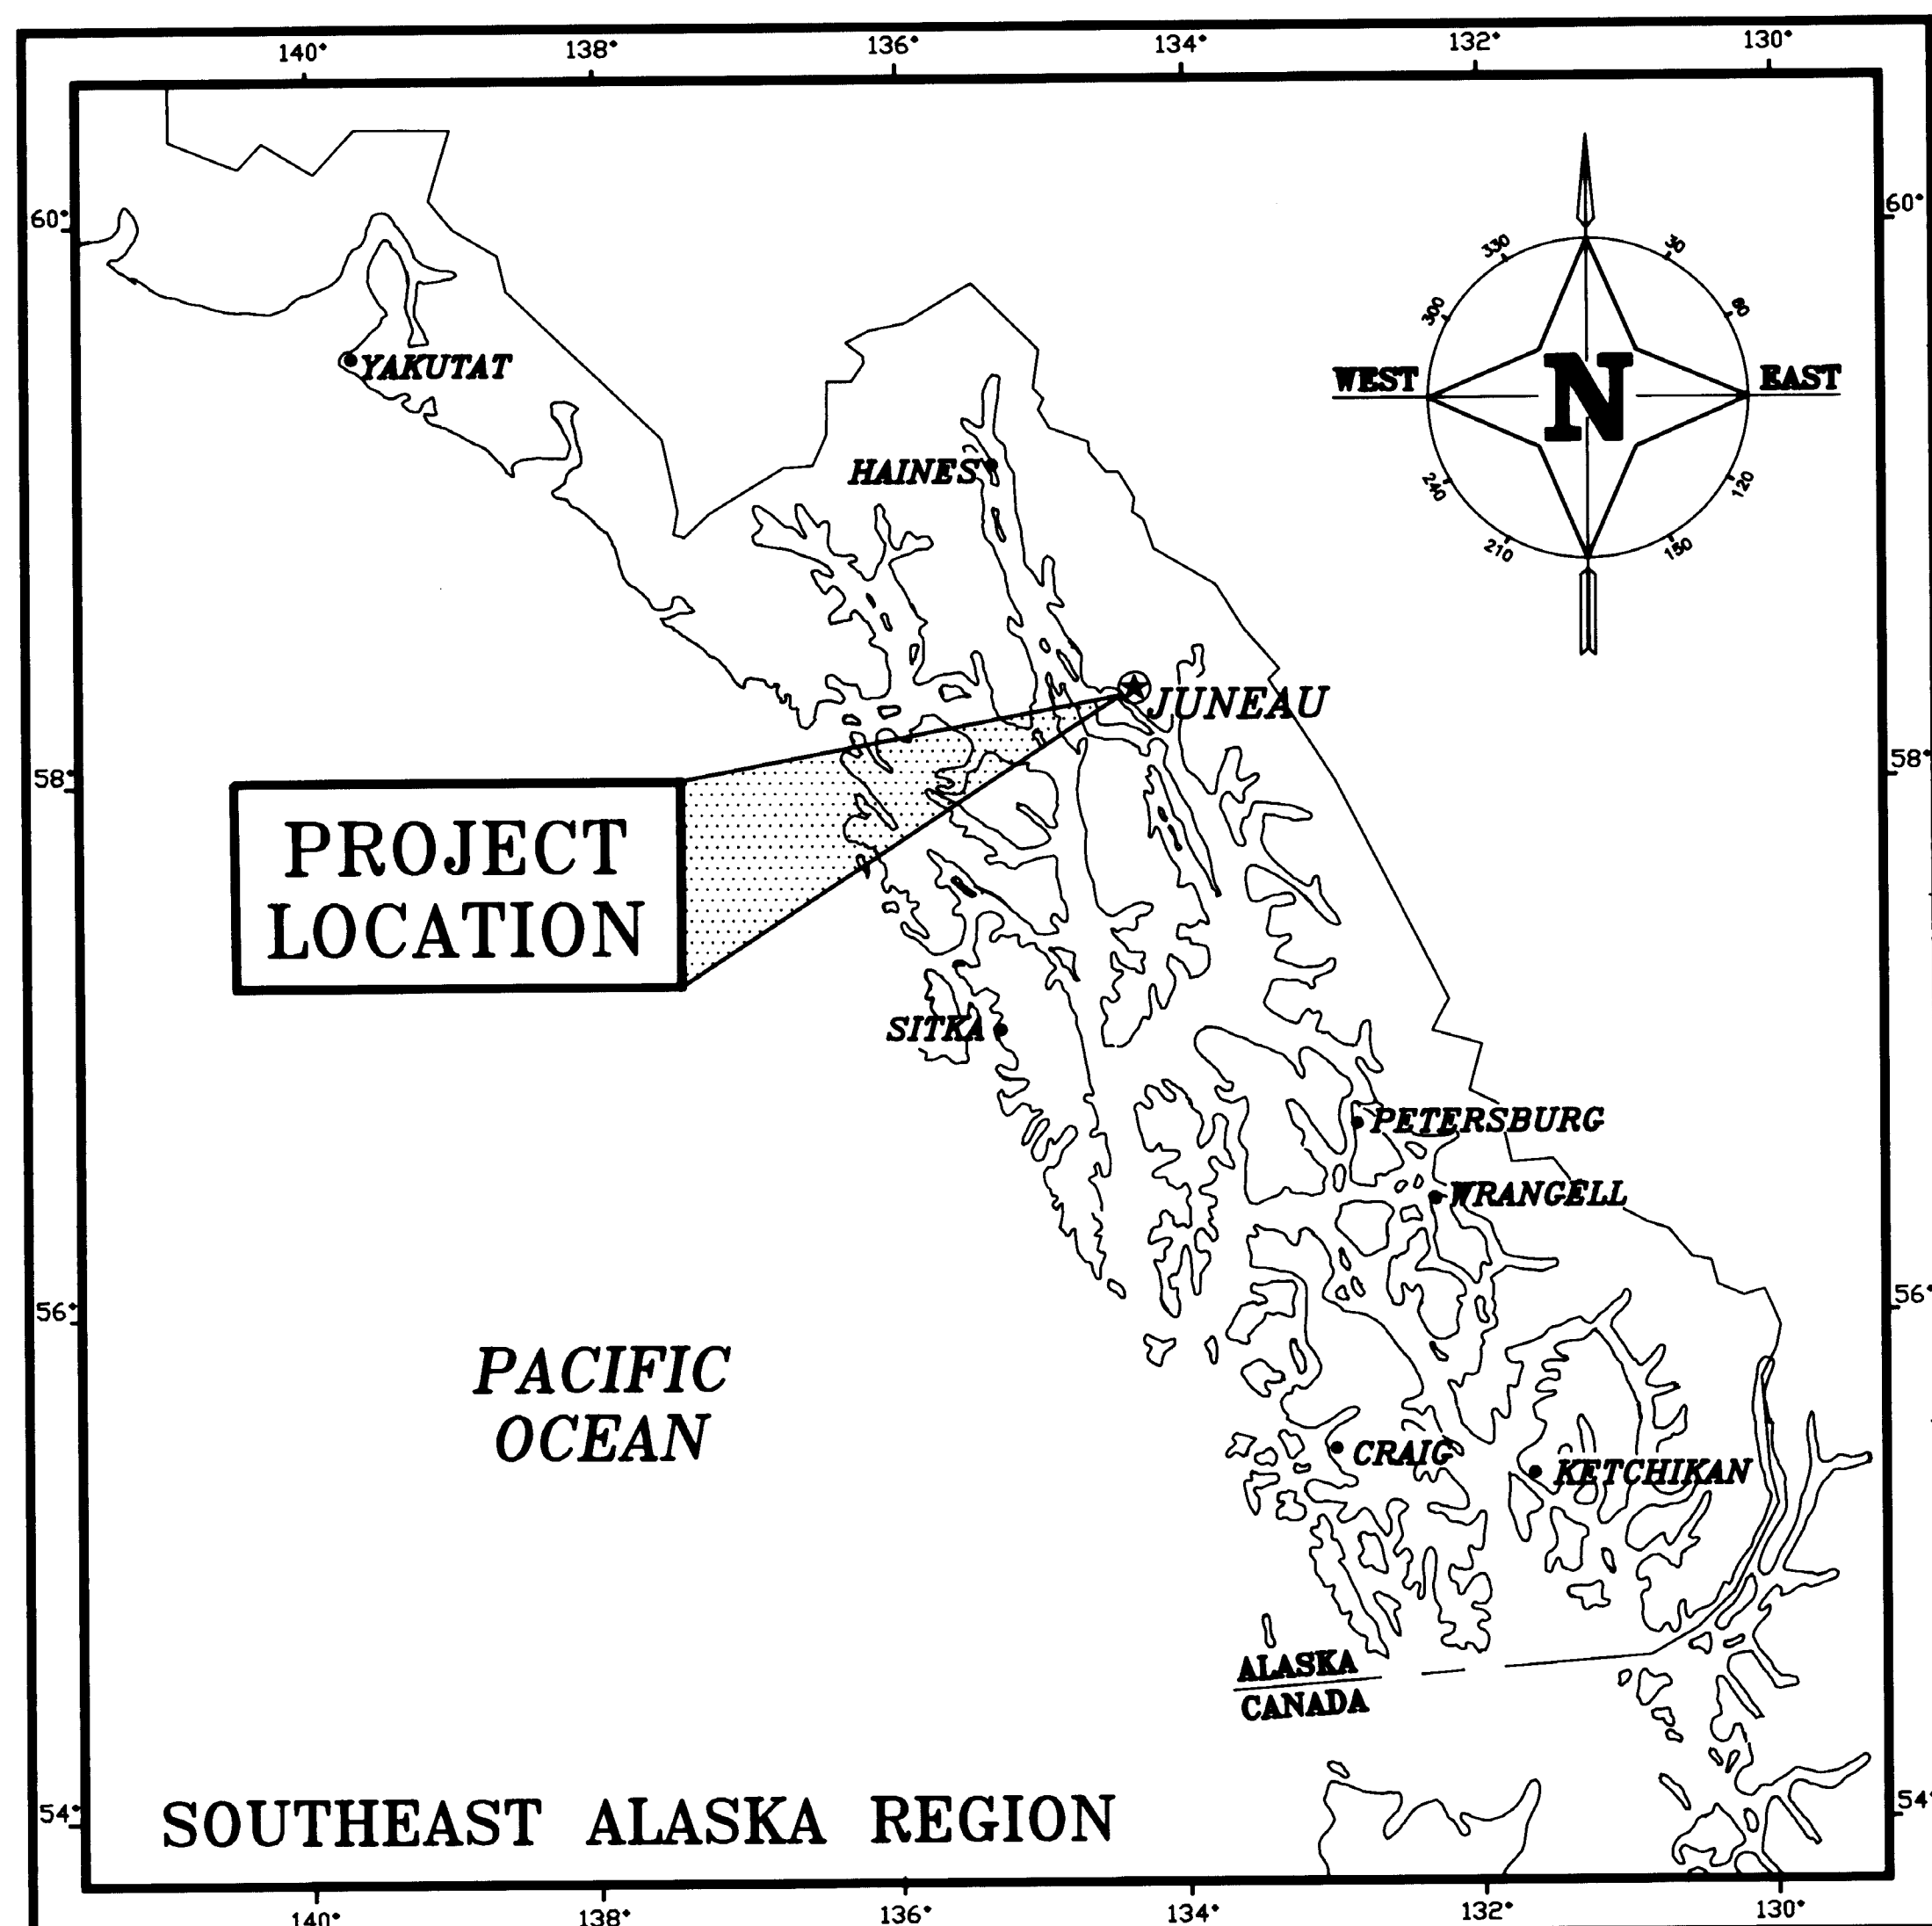 140° 138° 136° 134° 132° 130°
60° 60°
330 30
300 60
WEST N EAST
240 120
210 150
YAKUTAT
HAINES
JUNEAU
58° 58°
PROJECT
LOCATION
SITKA
PETERSBURG
WRANGELL
56° 56°
PACIFIC
OCEAN
CRAIG
KETCHIKAN
ALASKA
CANADA
54° 54°
SOUTHEAST ALASKA REGION
140° 138° 136° 134° 132° 130°